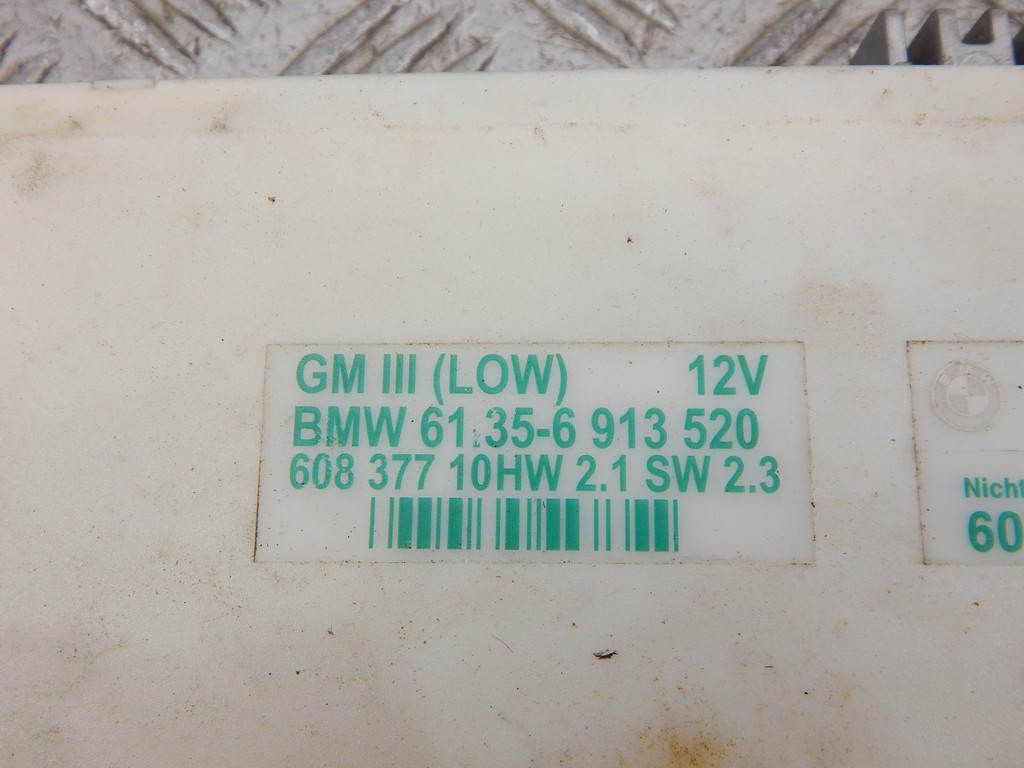 GM III (LOW) 12V
BMW 61.35-6 913 520
608 377 10HW 2.1 SW 2.3
Nicht
60